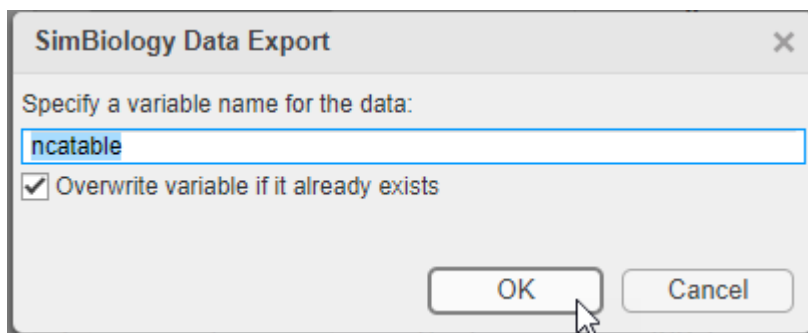 SimBiology Data Export
Specify a variable name for the data:
ncatable
Overwrite variable if it already exists
OK Cancel